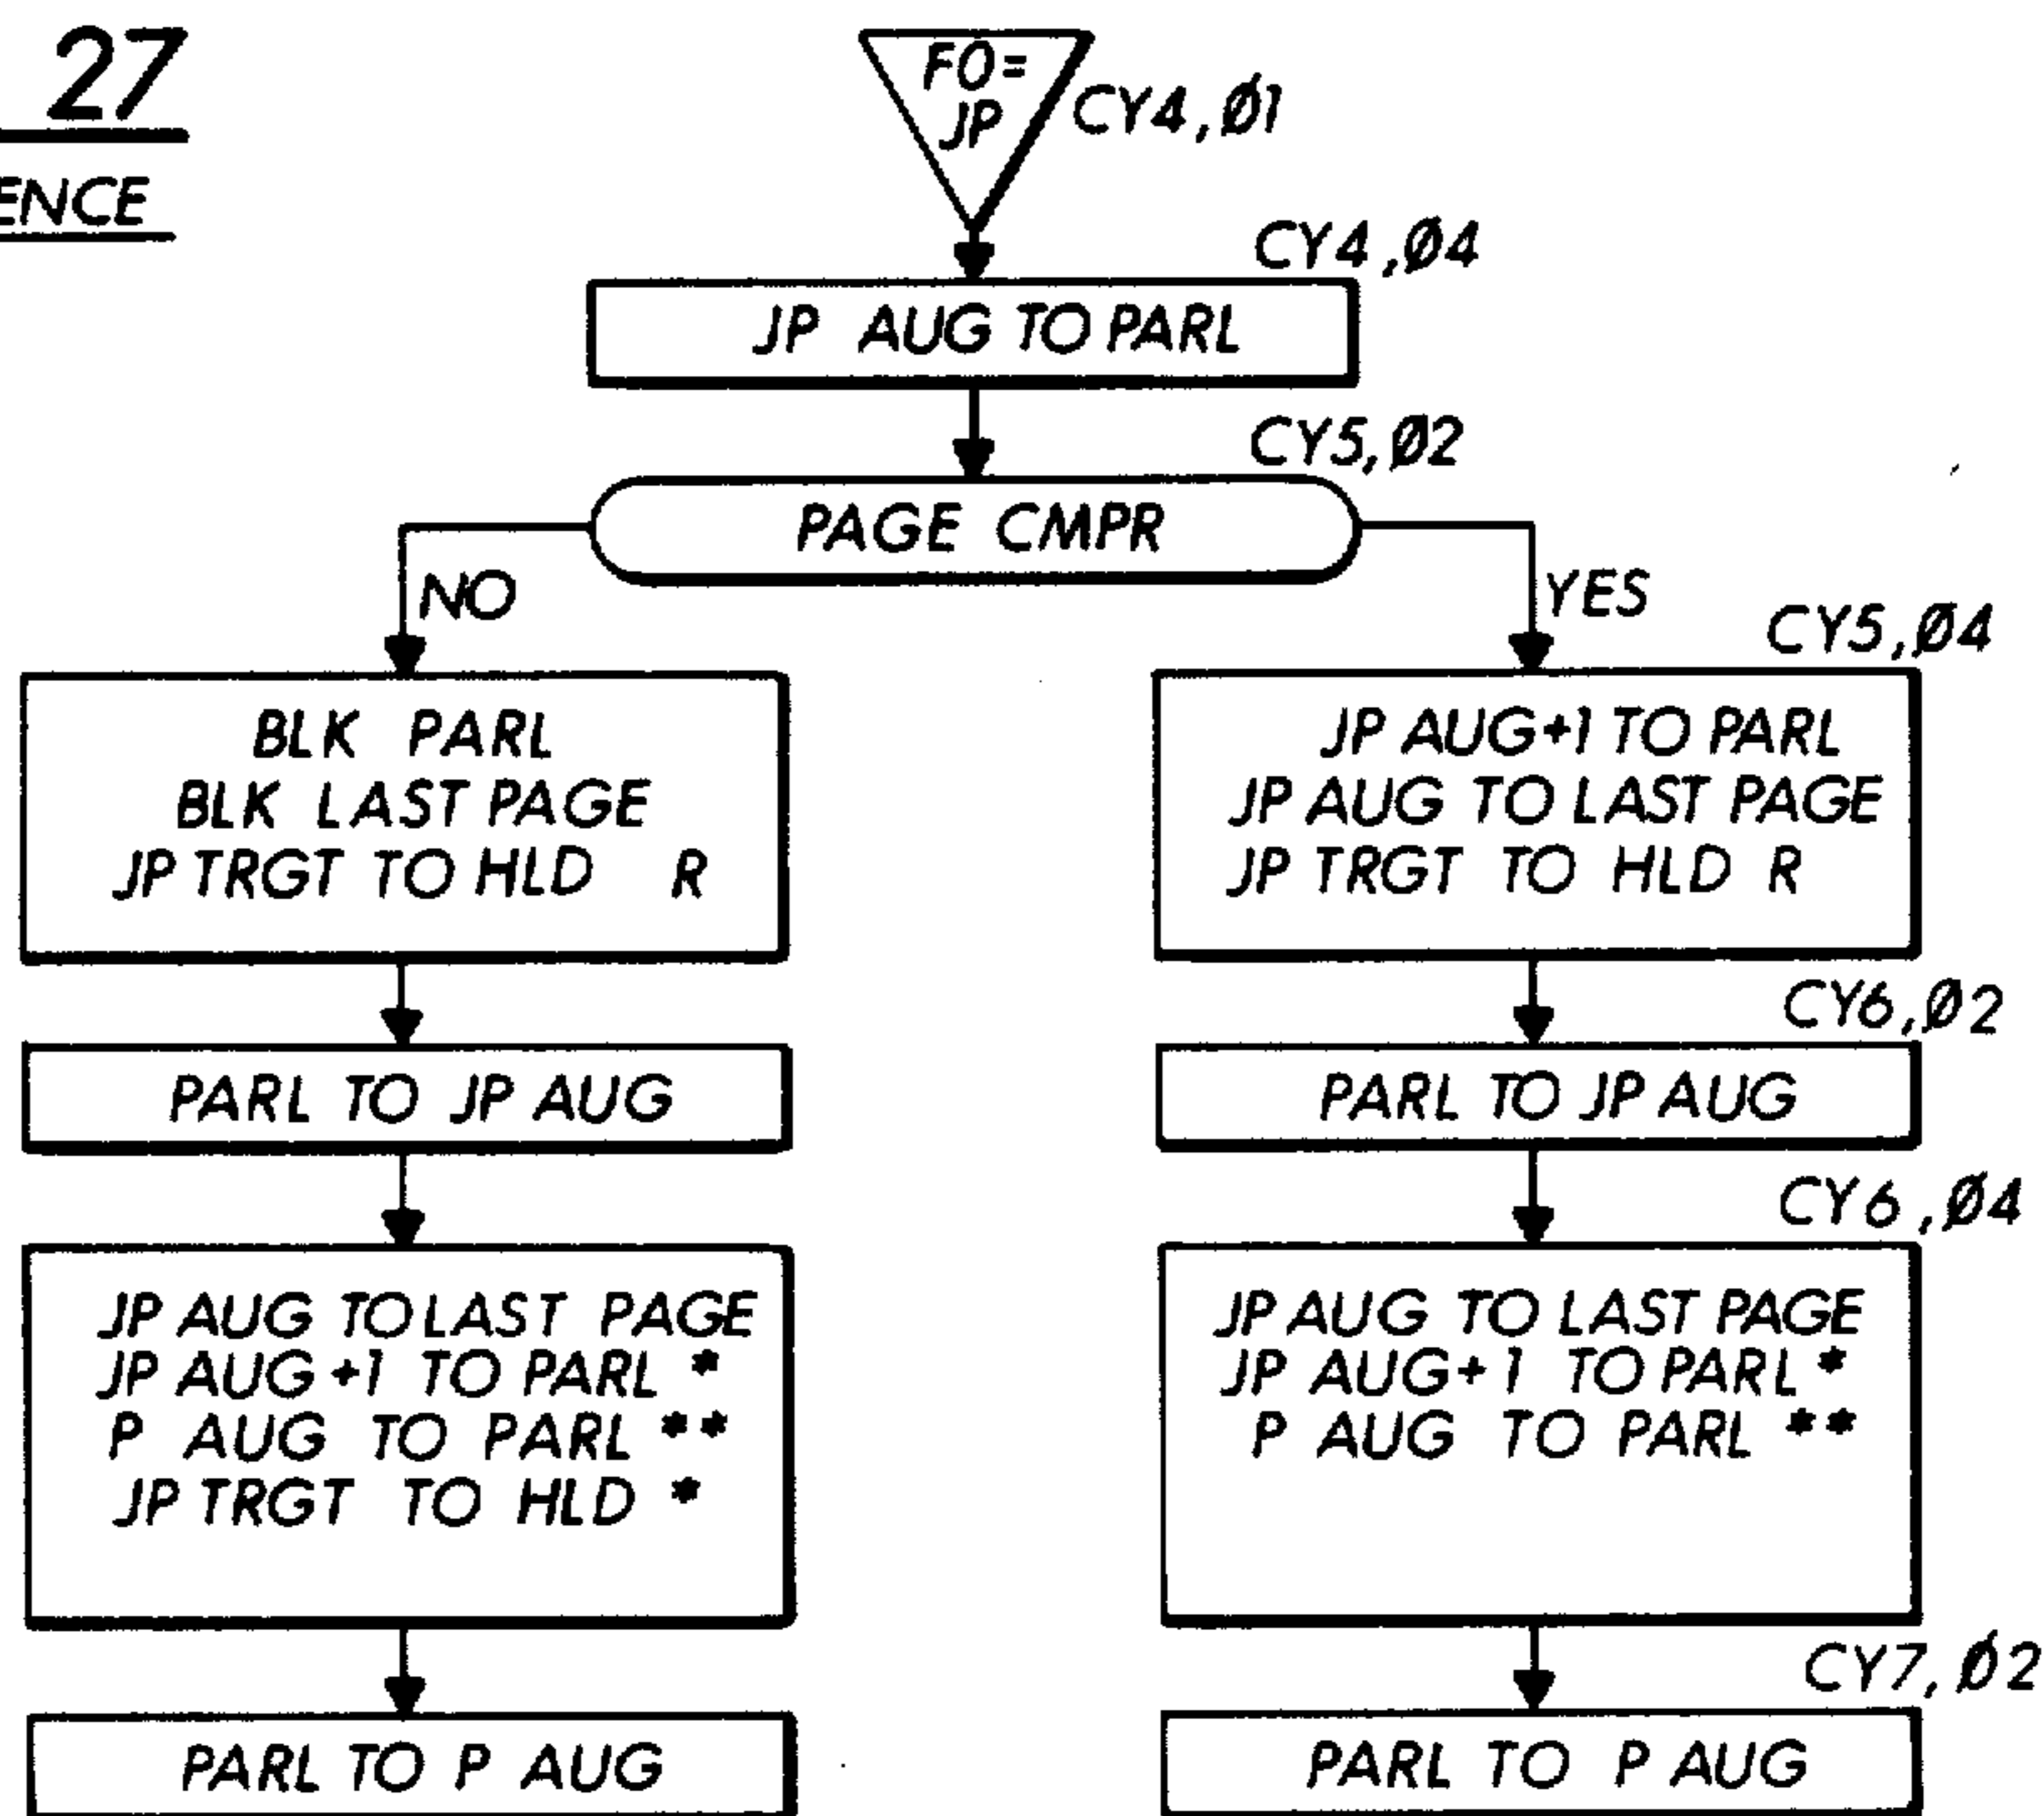 27
ENCE
FO=
JP
CY4,Ø1
CY4,Ø4
JP AUG TO PARL
CY5,Ø2
PAGE CMPR
NO
YES
CY5,Ø4
BLK PARL
BLK LAST PAGE
JP TRGT TO HLD R
JP AUG+1 TO PARL
JP AUG TO LAST PAGE
JP TRGT TO HLD R
CY6,Ø2
PARL TO JP AUG
PARL TO JP AUG
CY6,Ø4
JP AUG TO LAST PAGE
JP AUG+1 TO PARL *
P AUG TO PARL **
JP TRGT TO HLD *
JP AUG TO LAST PAGE
JP AUG+1 TO PARL *
P AUG TO PARL **
CY7,Ø2
PARL TO P AUG
PARL TO P AUG